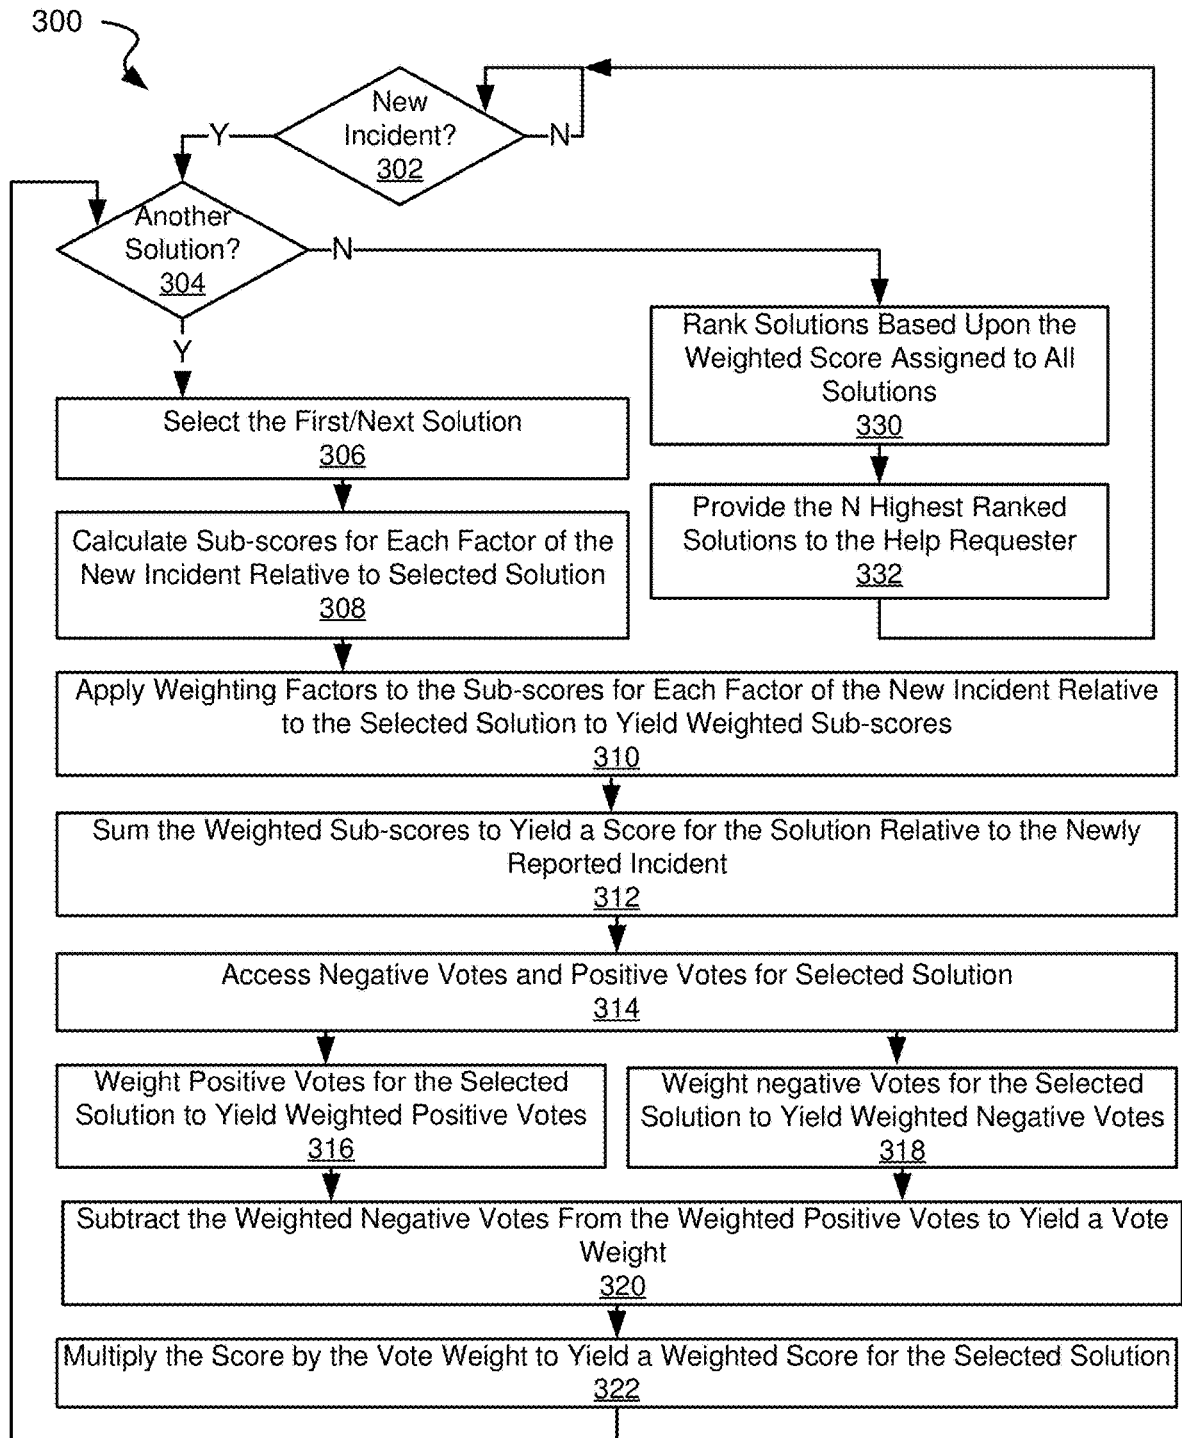 300
New
Incident?
302
Y
N
Another
Solution?
304
N
Y
Rank Solutions Based Upon the
Weighted Score Assigned to All
Solutions
330
Select the First/Next Solution
306
Provide the N Highest Ranked
Solutions to the Help Requester
332
Calculate Sub-scores for Each Factor of the
New Incident Relative to Selected Solution
308
Apply Weighting Factors to the Sub-scores for Each Factor of the New Incident Relative
to the Selected Solution to Yield Weighted Sub-scores
310
Sum the Weighted Sub-scores to Yield a Score for the Solution Relative to the Newly
Reported Incident
312
Access Negative Votes and Positive Votes for Selected Solution
314
Weight Positive Votes for the Selected
Solution to Yield Weighted Positive Votes
316
Weight negative Votes for the Selected
Solution to Yield Weighted Negative Votes
318
Subtract the Weighted Negative Votes From the Weighted Positive Votes to Yield a Vote
Weight
320
Multiply the Score by the Vote Weight to Yield a Weighted Score for the Selected Solution
322